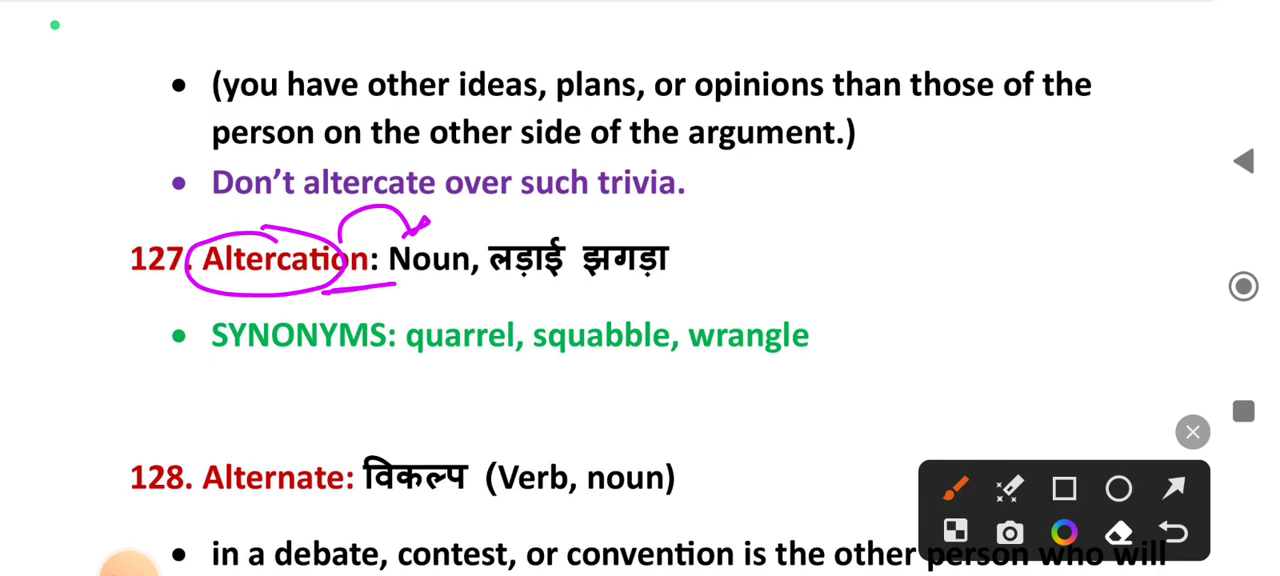 • (you have other ideas, plans, or opinions than those of the
person on the other side of the argument.)
• Don’t altercate over such trivia.
127. Altercation: Noun, लड़ाई झगड़ा
• SYNONYMS: quarrel, squabble, wrangle
128. Alternate: विकल्प (Verb, noun)
• in a debate, contest, or convention is the other person who will